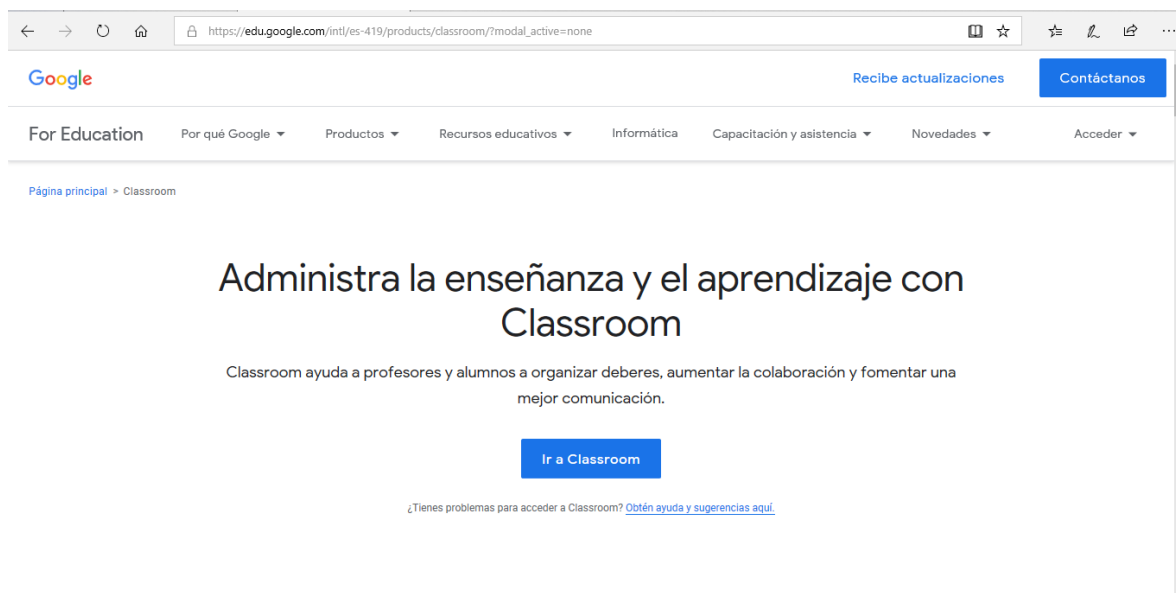 https://edu.google.com/intl/es-419/products/classroom/?modal_active=none
Google Recibe actualizaciones Contáctanos
For Education Por qué Google Productos Recursos educativos Informática Capacitación y asistencia Novedades Acceder
Página principal > Classroom
Administra la enseñanza y el aprendizaje con
Classroom
Classroom ayuda a profesores y alumnos a organizar deberes, aumentar la colaboración y fomentar una
mejor comunicación.
Ir a Classroom
¿Tienes problemas para acceder a Classroom? Obtén ayuda y sugerencias aquí.